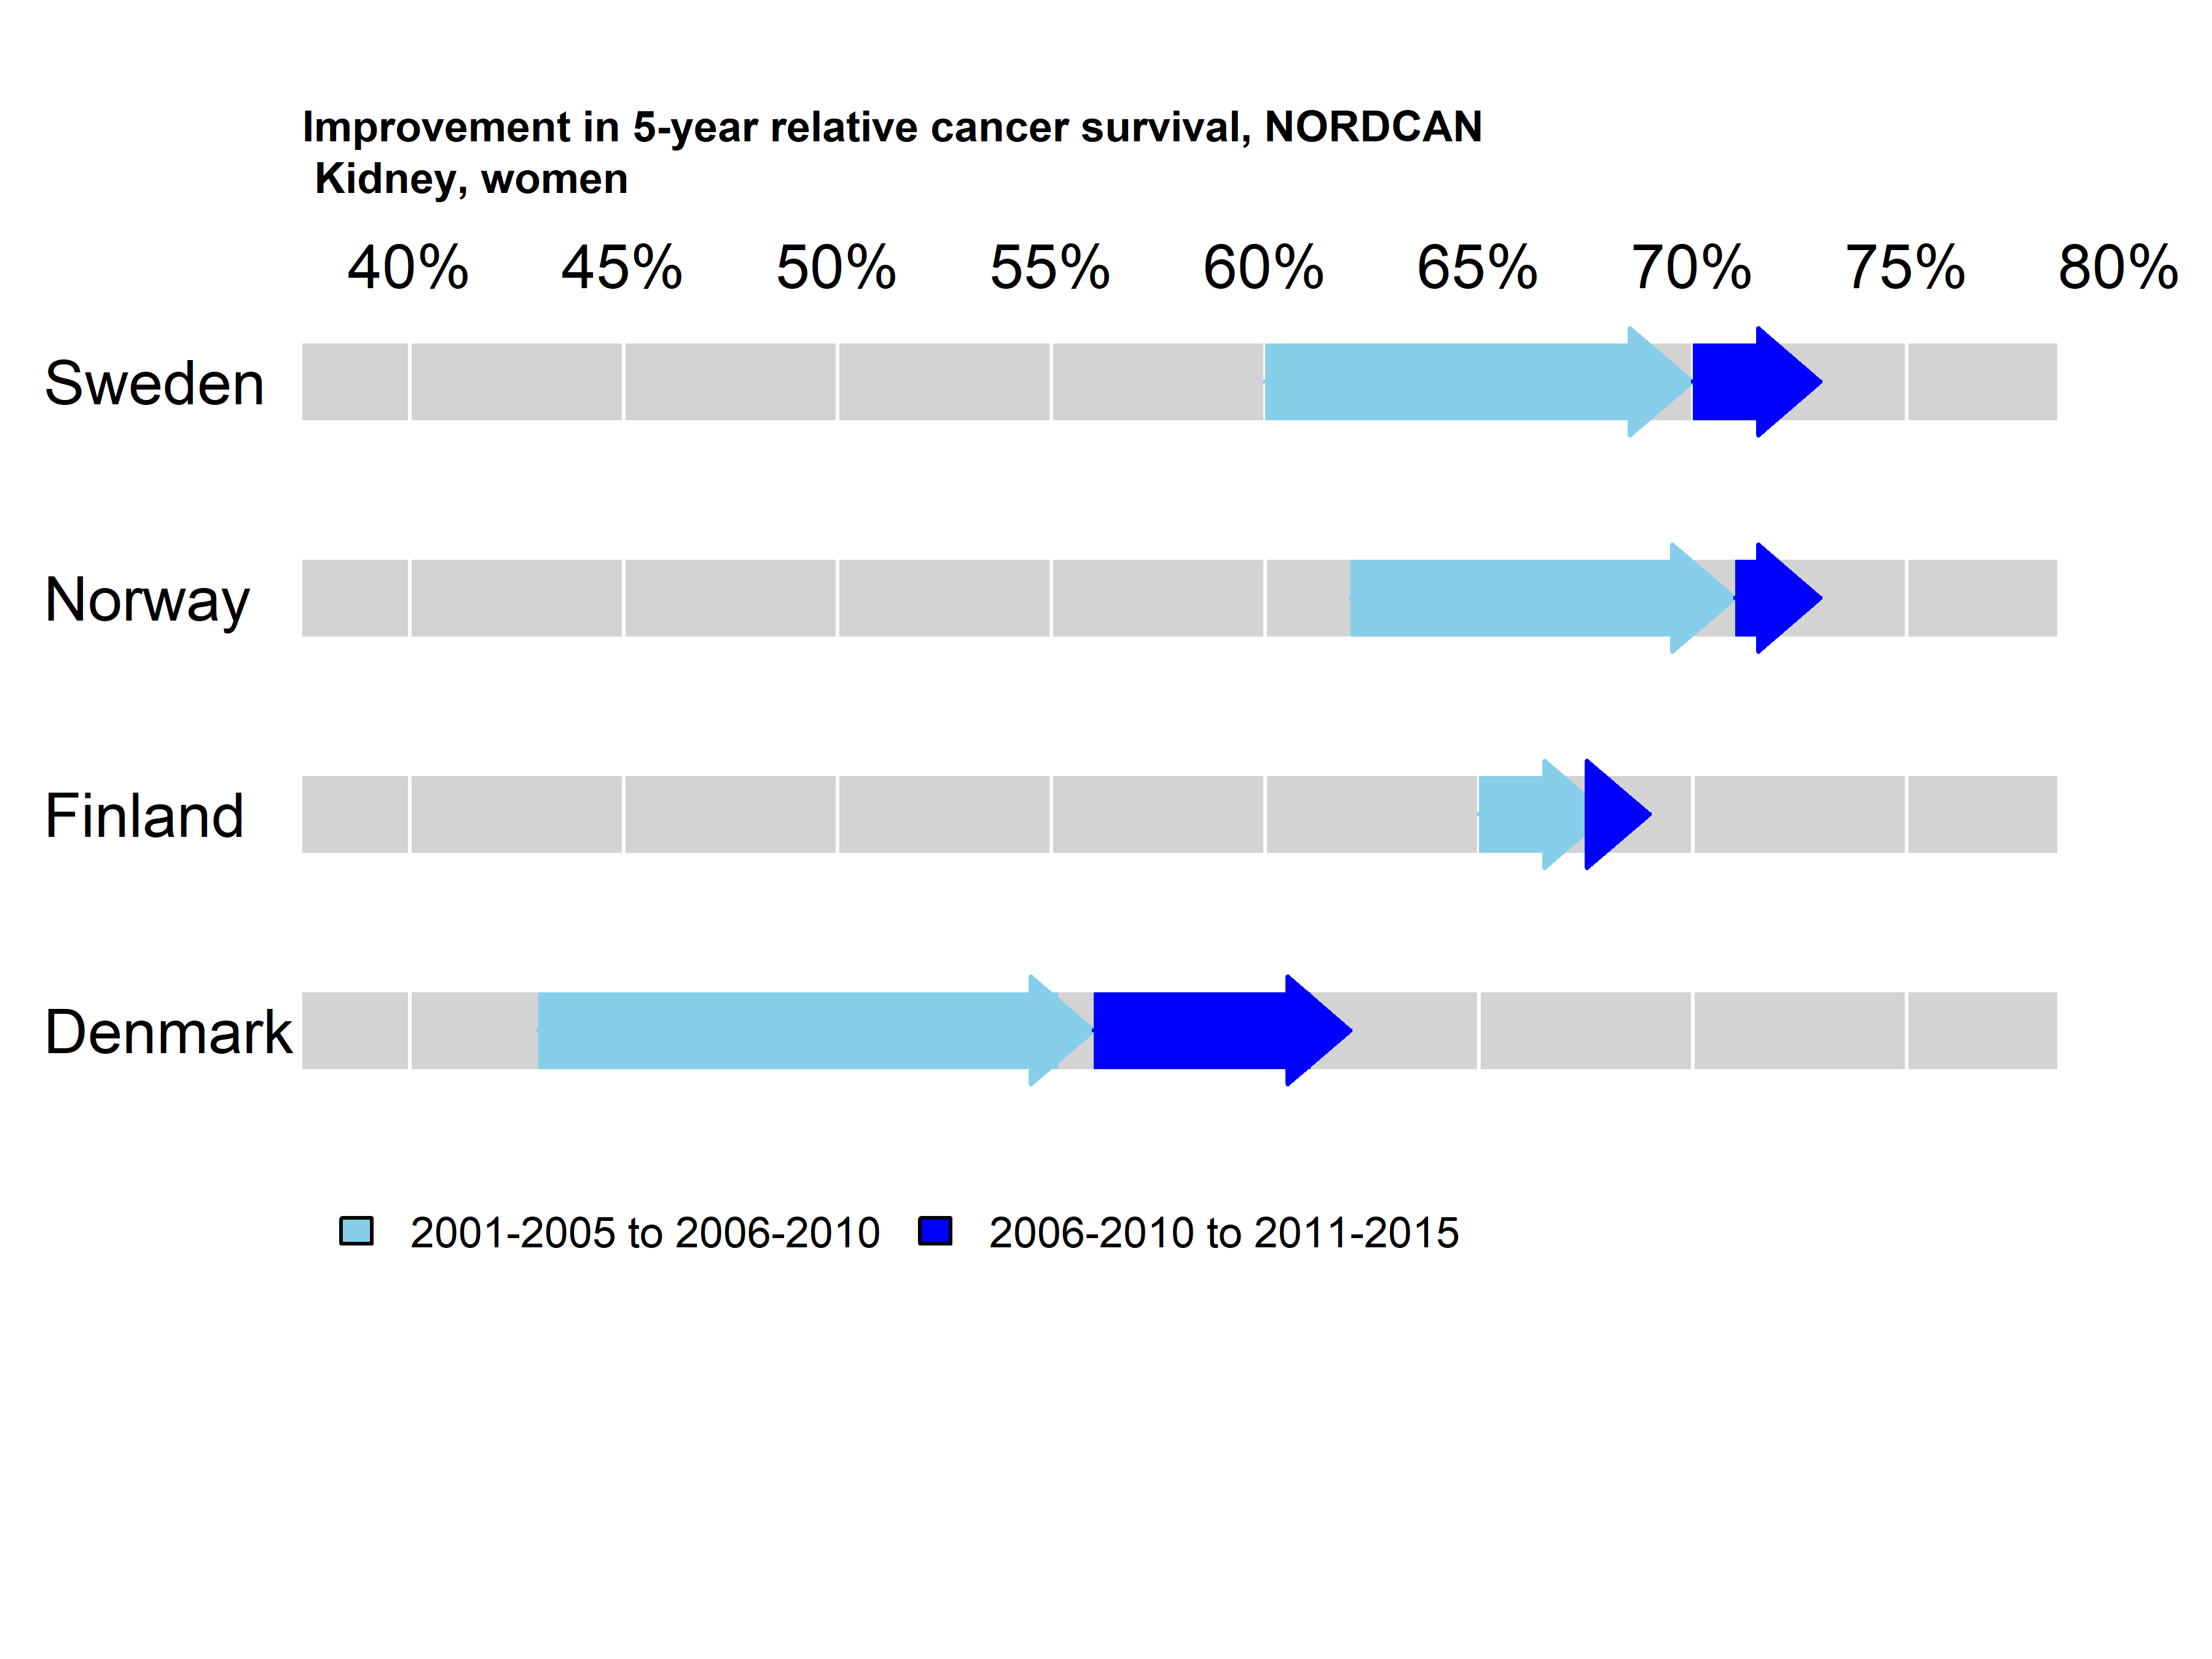 Improvement in 5-year relative cancer survival, NORDCAN
Kidney, women
40% 45% 50% 55% 60% 65% 70% 75% 80%
Sweden
Norway
Finland
Denmark
2001-2005 to 2006-2010 2006-2010 to 2011-2015